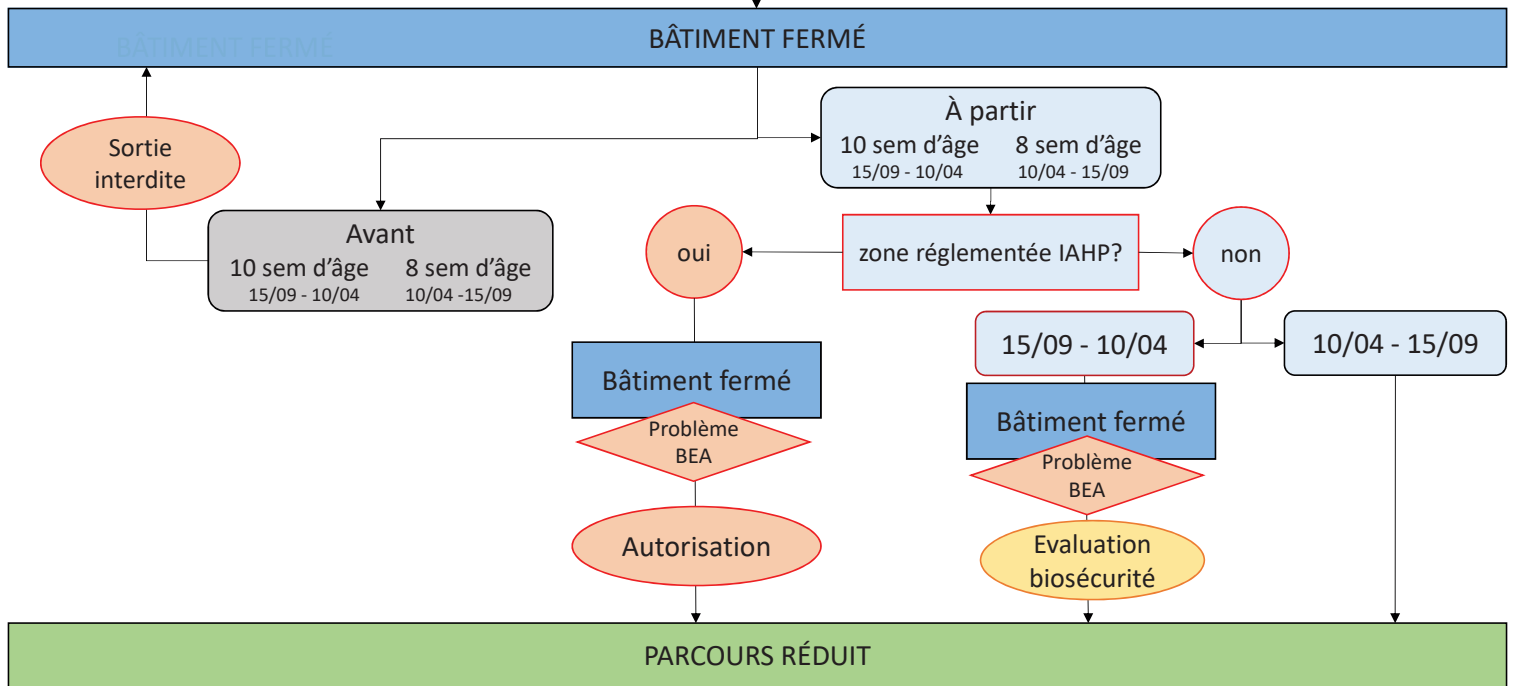 BÂTIMENT FERMÉ
BÂTIMENT FERMÉ
À partir
10 sem d’âge 8 sem d’âge
15/09 - 10/04 10/04 - 15/09
Sortie
interdite
Avant
10 sem d’âge 8 sem d’âge
15/09 - 10/04 10/04 -15/09
oui
zone réglementée IAHP?
non
15/09 - 10/04
10/04 - 15/09
Bâtiment fermé
Problème
BEA
Autorisation
Bâtiment fermé
Problème
BEA
Evaluation
biosécurité
PARCOURS RÉDUIT